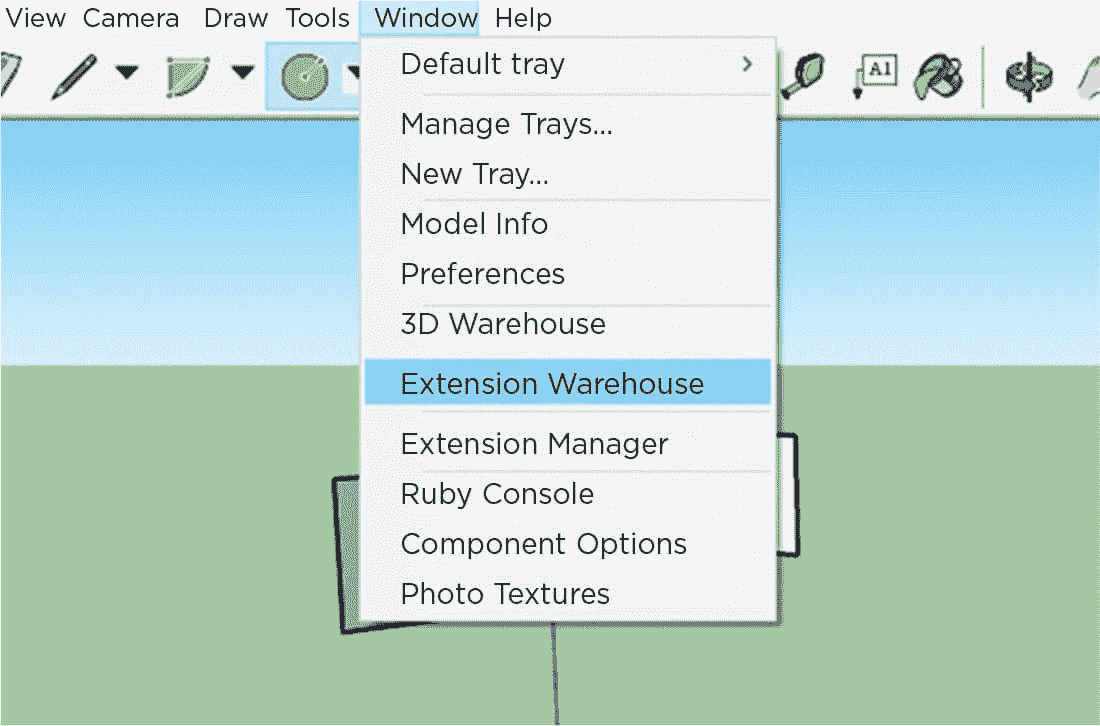 View Camera Draw Tools Window Help
A1
Default tray
Manage Trays...
New Tray...
Model Info
Preferences
3D Warehouse
Extension Warehouse
Extension Manager
Ruby Console
Component Options
Photo Textures